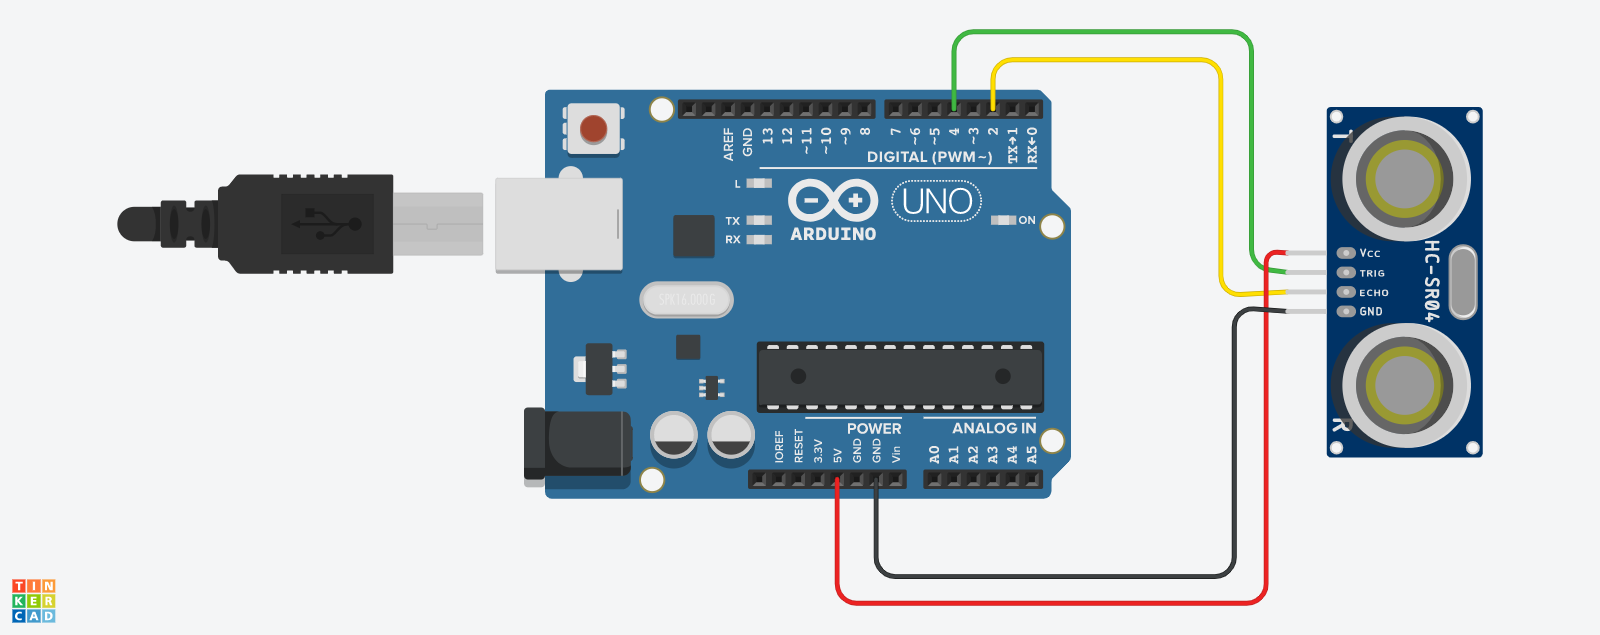 AREF
GND
13
12
~11
~10
~9
8
7
~6
~5
4
~3
2
TX→1
RX←0
DIGITAL (PWM~)
L
TX
RX
UNO
ARDUINO
ON
SPK16.000G
T
HC-SR04
VCC
TRIG
ECHO
GND
R
POWER
ANALOG IN
IOREF
RESET
3.3V
5V
GND
GND
Vin
A0
A1
A2
A3
A4
A5
TIN
KER
CAD